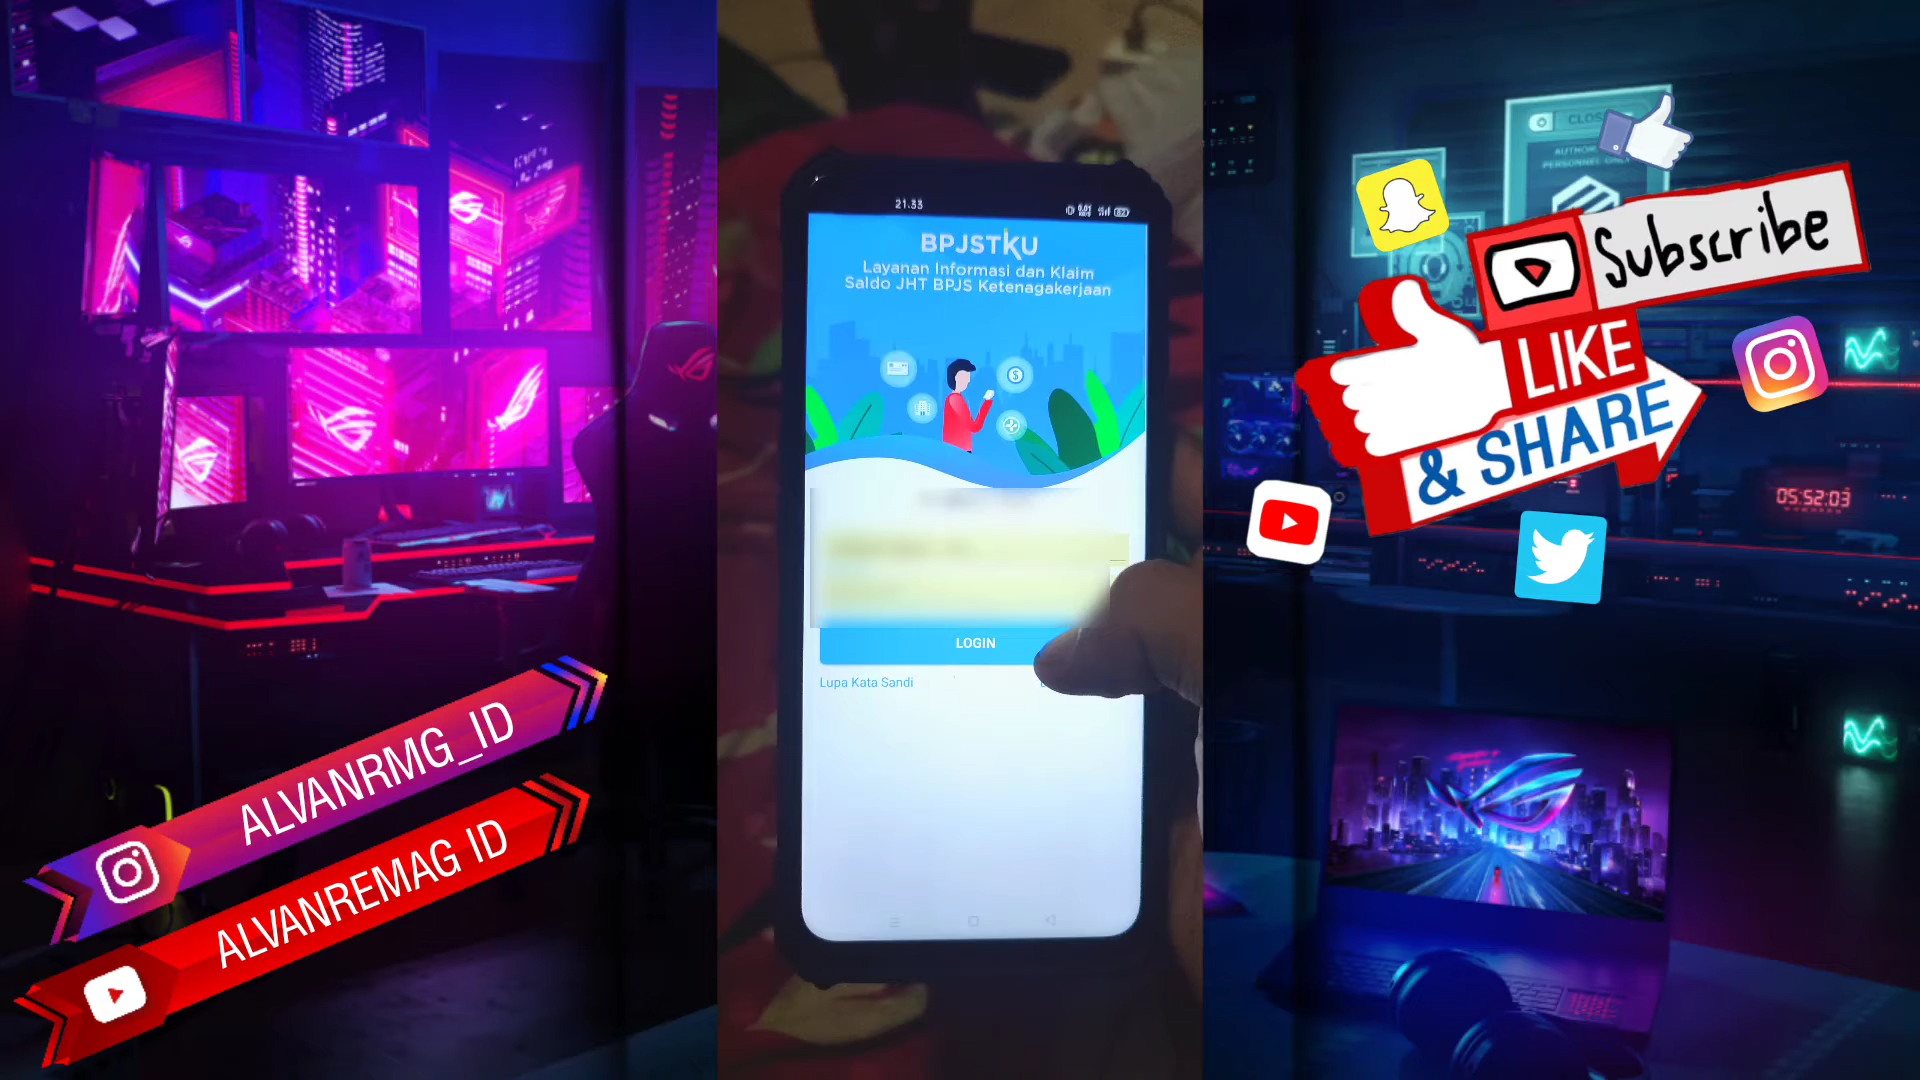 21.33
BPJSTKU
Layanan Informasi dan Klaim
Saldo JHT BPJS Ketenagakerjaan
LOGIN
Lupa Kata Sandi
ALVANRMG_ID
ALVANREMAG ID
Subscribe
LIKE
& SHARE
05:52:03